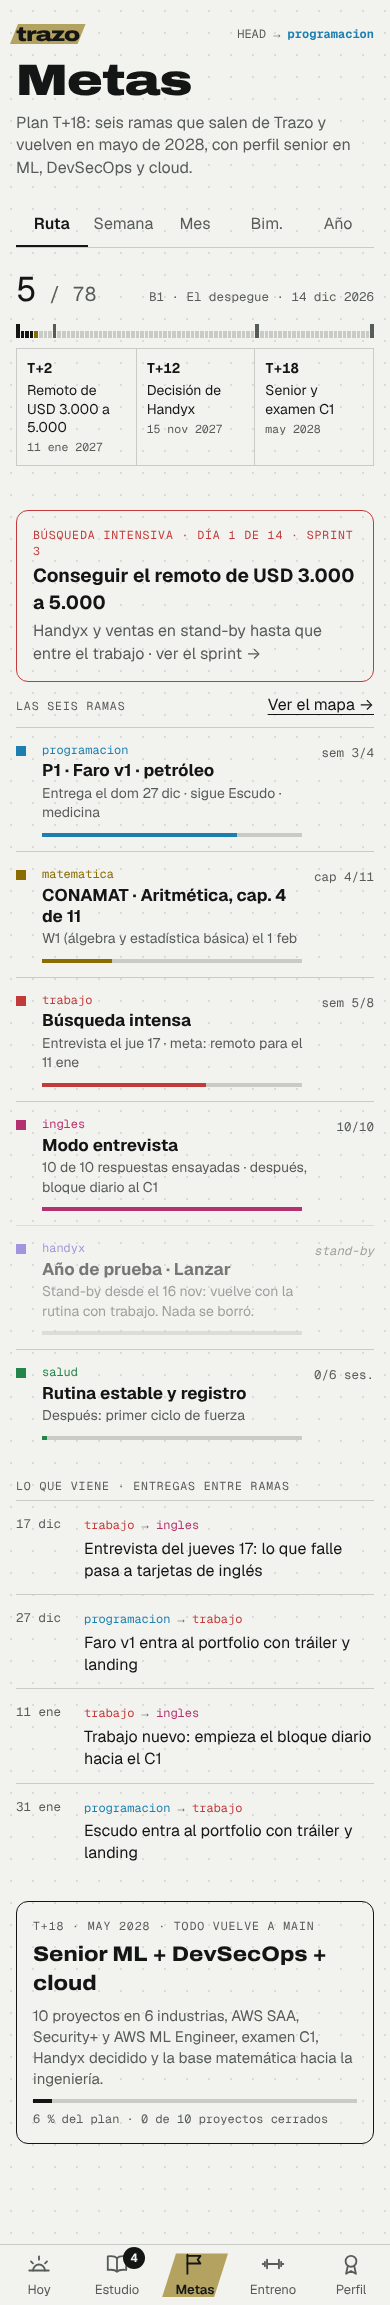 trazo
HEAD → programacion
Metas
Plan T+18: seis ramas que salen de Trazo y
vuelven en mayo de 2028, con perfil senior en
ML, DevSecOps y cloud.
Ruta Semana Mes Bim. Año
5 / 78
B1 · El despegue · 14 dic 2026
T+2
Remoto de
USD 3.000 a
5.000
11 ene 2027
T+12
Decisión de
Handyx
15 nov 2027
T+18
Senior y
examen C1
may 2028
BÚSQUEDA INTENSIVA · DÍA 1 DE 14 · SPRINT
3
Conseguir el remoto de USD 3.000
a 5.000
Handyx y ventas en stand-by hasta que
entre el trabajo · ver el sprint →
LAS SEIS RAMAS
Ver el mapa →
programacion
sem 3/4
P1 · Faro v1 · petróleo
Entrega el dom 27 dic · sigue Escudo ·
medicina
matematica
cap 4/11
CONAMAT · Aritmética, cap. 4
de 11
W1 (álgebra y estadística básica) el 1 feb
trabajo
sem 5/8
Búsqueda intensa
Entrevista el jue 17 · meta: remoto para el
11 ene
ingles
10/10
Modo entrevista
10 de 10 respuestas ensayadas · después,
bloque diario al C1
handyx
stand-by
Año de prueba · Lanzar
Stand-by desde el 16 nov: vuelve con la
rutina con trabajo. Nada se borró.
salud
0/6 ses.
Rutina estable y registro
Después: primer ciclo de fuerza
LO QUE VIENE · ENTREGAS ENTRE RAMAS
17 dic
trabajo → ingles
Entrevista del jueves 17: lo que falle
pasa a tarjetas de inglés
27 dic
programacion → trabajo
Faro v1 entra al portfolio con tráiler y
landing
11 ene
trabajo → ingles
Trabajo nuevo: empieza el bloque diario
hacia el C1
31 ene
programacion → trabajo
Escudo entra al portfolio con tráiler y
landing
T+18 · MAY 2028 · TODO VUELVE A MAIN
Senior ML + DevSecOps +
cloud
10 proyectos en 6 industrias, AWS SAA,
Security+ y AWS ML Engineer, examen C1,
Handyx decidido y la base matemática hacia la
ingeniería.
6 % del plan · 0 de 10 proyectos cerrados
4
Hoy Estudio Metas Entreno Perfil